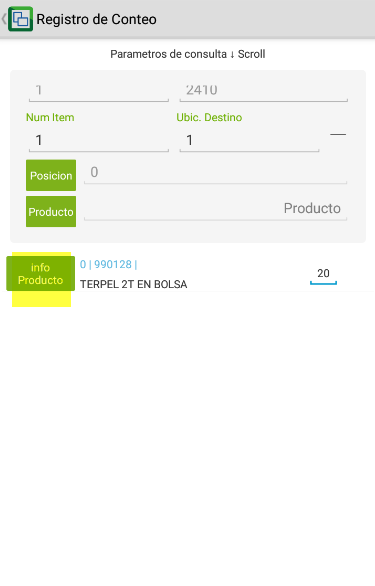 Registro de Conteo
Parametros de consulta ↓ Scroll
1 2410
Num Item Ubic. Destino
1 1
Posicion 0
Producto Producto
info Producto
0 | 990128 |
TERPEL 2T EN BOLSA
20